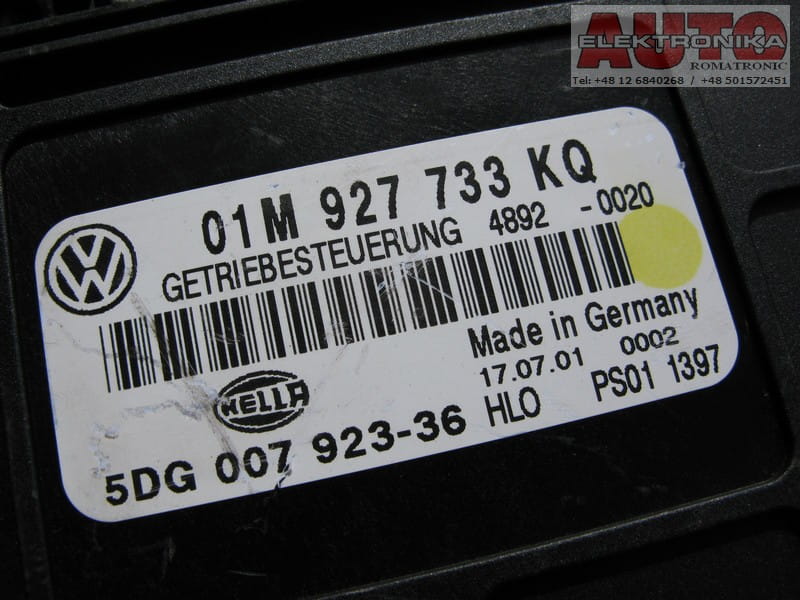 AUTO
ELEKTRONIKA
ROMATRONIC
Tel: +48 12 6840268 / +48 501572451
01M 927 733 KQ
GETRIEBESTEUERUNG 4892 -0020
Made in Germany
17.07.01 0002
HELLA
HLO PS01 1397
5DG 007 923-36